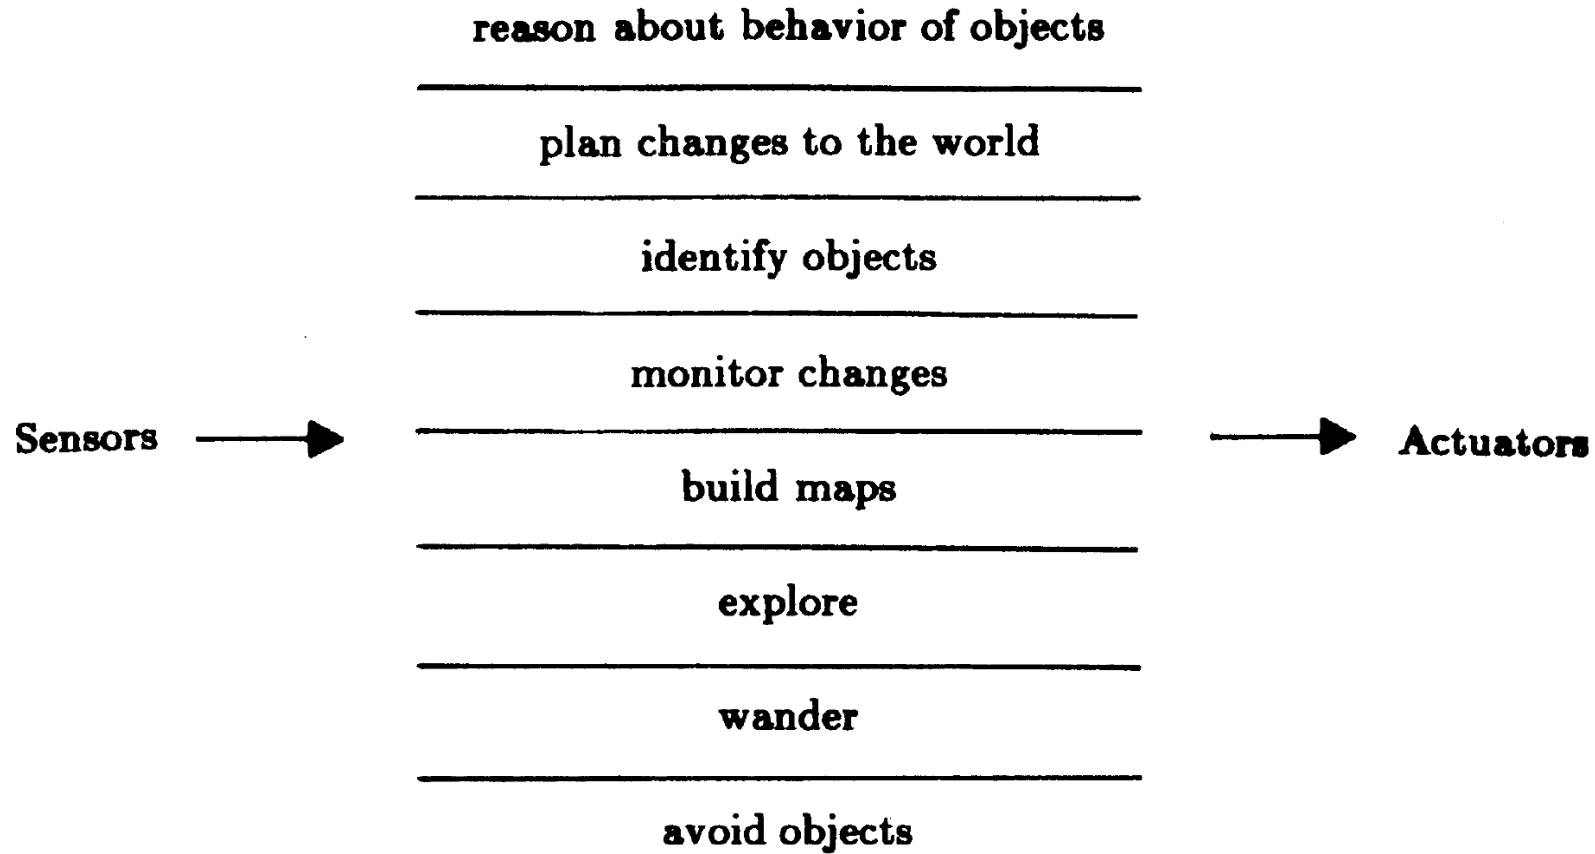 reason about behavior of objects
plan changes to the world
identify objects
monitor changes
Sensors
Actuators
build maps
explore
wander
avoid objects